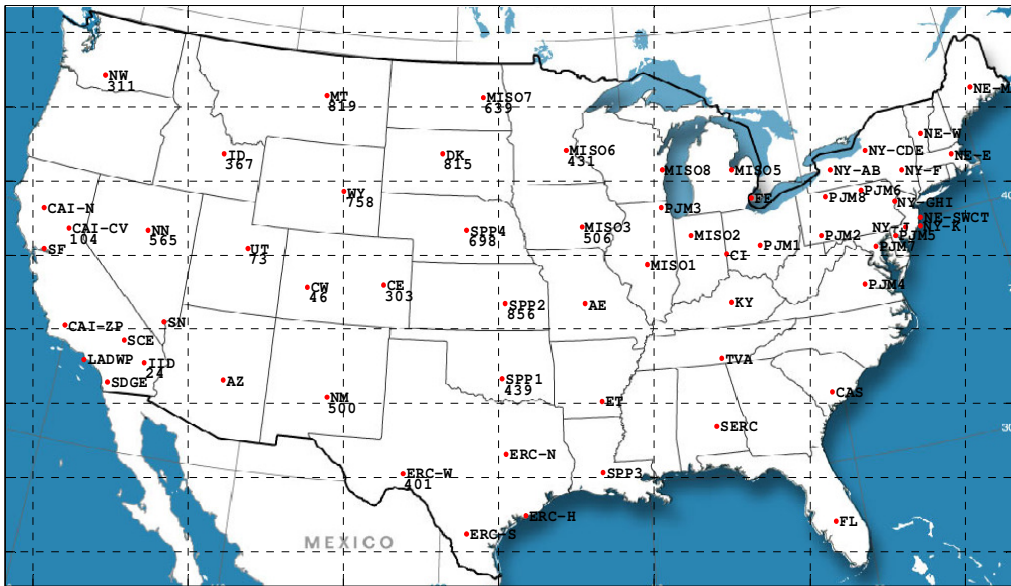 NW
311
MT
819
MISO7
639
NE-M
NE-W
ID
367
DK
815
MISO6
431
NY-CDE
NE-E
WY
758
MISO8
MISO5
NY-AB
NY-F
CAI-N
PJM3
FE
PJM8
PJM6
NY-GHI
CAI-CV
104
NN
565
SPP4
698
MISO3
506
NE-SWCT
NY-J
NY-K
40
SF
UT
73
MISO2
PJM1
PJM2
PJM5
PJM7
CI
MISO1
CW
46
CE
303
PJM4
SPP2
856
AE
KY
CAI-ZP
SN
SCE
LADWP
IID
24
TVA
SDGE
AZ
SPP1
439
CAS
NM
500
ET
SERC
30
ERC-N
ERC-W
401
SPP3
ERC-H
FL
MEXICO